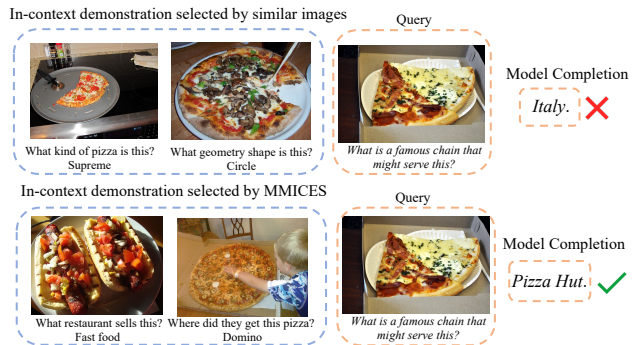 In-context demonstration selected by similar images
Query
What kind of pizza is this?
Supreme
What geometry shape is this?
Circle
What is a famous chain that
might serve this?
Model Completion
Italy.
In-context demonstration selected by MMICES
Query
What restaurant sells this?
Fast food
Where did they get this pizza?
Domino
What is a famous chain that
might serve this?
Model Completion
Pizza Hut.